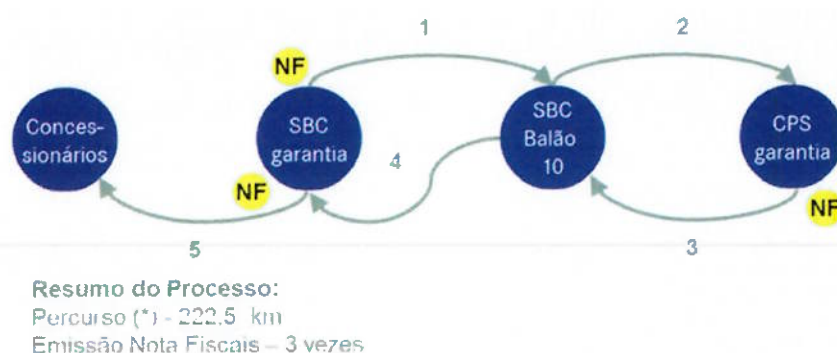 1
2
NF
Conces-
sionários
SBC
garantia
SBC
Balão
10
CPS
garantia
4
NF
NF
5
3
Resumo do Processo:
Percurso (*) - 222.5 km
Emissão Nota Fiscais – 3 vezes